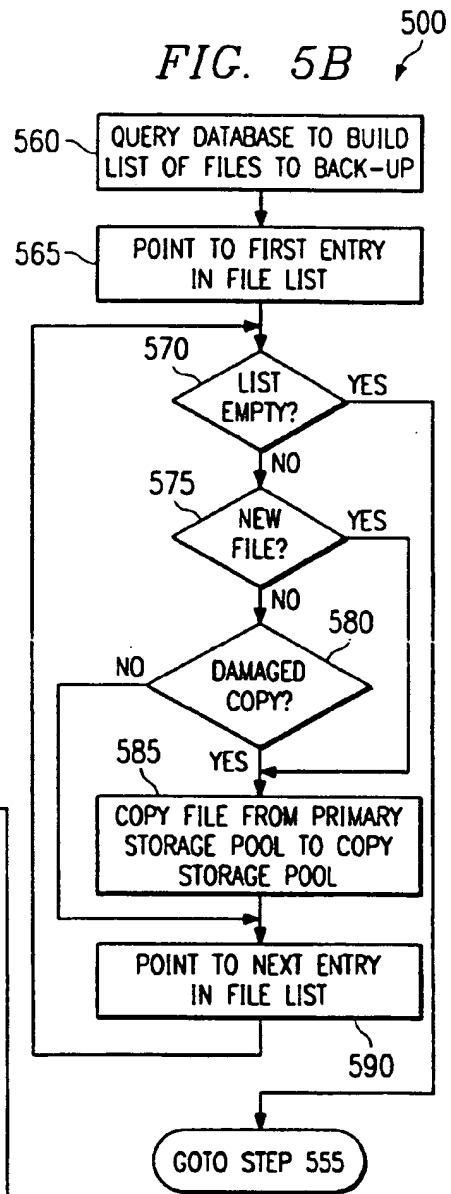 500
FIG. 5B
560
QUERY DATABASE TO BUILD
LIST OF FILES TO BACK-UP
565
POINT TO FIRST ENTRY
IN FILE LIST
570
LIST
EMPTY?
YES
NO
575
NEW
FILE?
YES
NO
580
NO
DAMAGED
COPY?
YES
585
COPY FILE FROM PRIMARY
STORAGE POOL TO COPY
STORAGE POOL
POINT TO NEXT ENTRY
IN FILE LIST
590
GOTO STEP 555